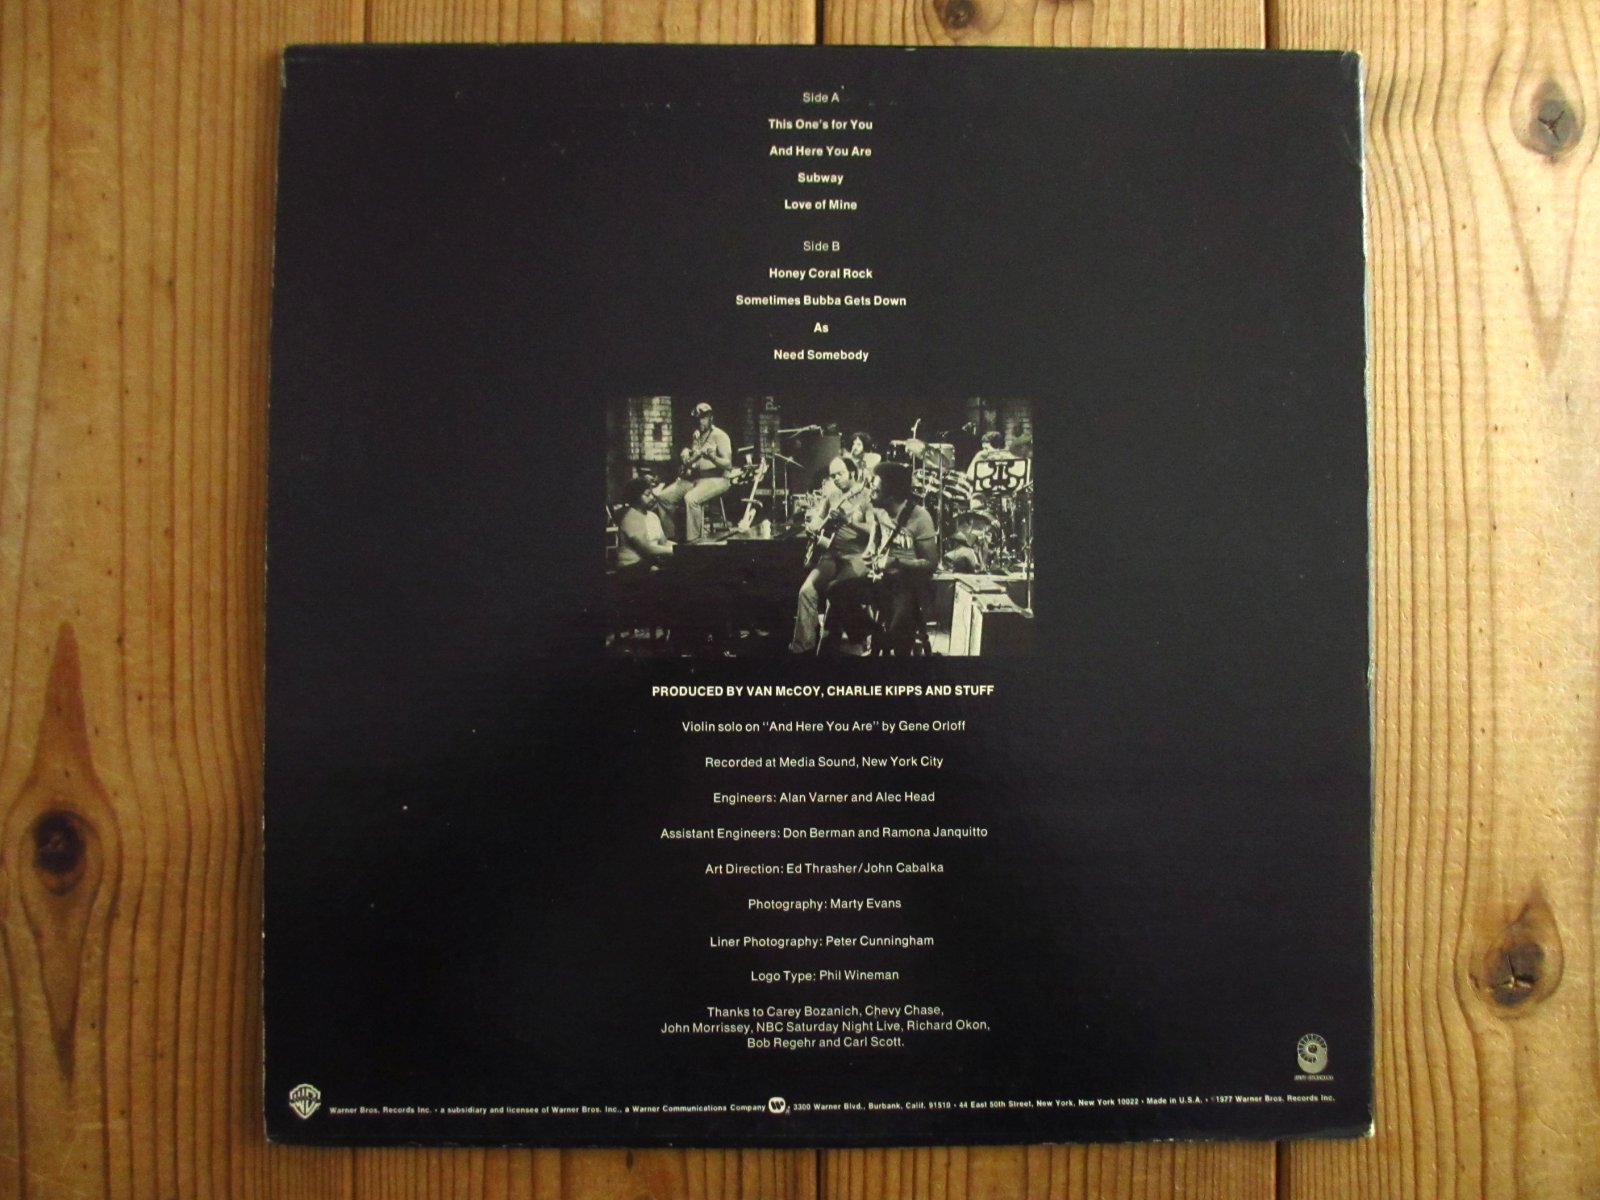 Side A
This One's for You
And Here You Are
Subway
Love of Mine
Side B
Honey Coral Rock
Sometimes Bubba Gets Down
As
Need Somebody
PRODUCED BY VAN McCOY, CHARLIE KIPPS AND STUFF
Violin solo on "And Here You Are" by Gene Orloff
Recorded at Media Sound, New York City
Engineers: Alan Varner and Alec Head
Assistant Engineers: Don Berman and Ramona Janquitto
Art Direction: Ed Thrasher/John Cabalka
Photography: Marty Evans
Liner Photography: Peter Cunningham
Logo Type: Phil Wineman
Thanks to Carey Bozanich, Chevy Chase,
John Morrissey, NBC Saturday Night Live, Richard Okon,
Bob Regehr and Carl Scott.
Warner Bros. Records Inc. • a subsidiary and licensee of Warner Bros. Inc., a Warner Communications Company 3300 Warner Blvd., Burbank, Calif. 91510 • 44 East 50th Street, New York, New York 10022 • Made in U.S.A. • ©1977 Warner Bros. Records Inc.